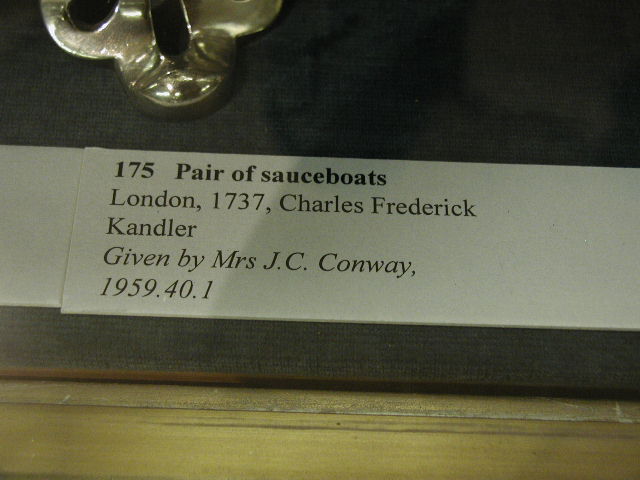 175 Pair of sauceboats
London, 1737, Charles Frederick
Kandler
Given by Mrs J.C. Conway,
1959.40.1